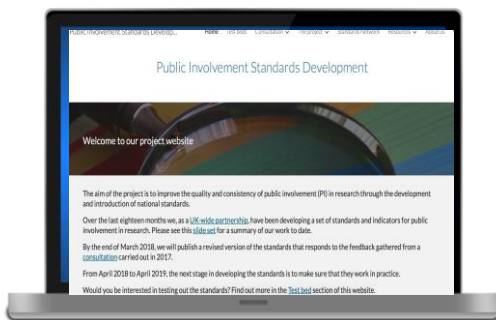 Public Involvement Standards Develop... Home Test beds Consultation The project Standards Network Resources About us
Public Involvement Standards Development
Welcome to our project website
The aim of the project is to improve the quality and consistency of public involvement (PI) in research through the development
and introduction of national standards.
Over the last eighteen months we, as a UK-wide partnership, have been developing a set of standards and indicators for public
involvement in research. Please see this slide set for a summary of our work to date.
By the end of March 2018, we will publish a revised version of the standards that responds to the feedback gathered from a
consultation carried out in 2017.
From April 2018 to April 2019, the next stage in developing the standards is to make sure that they work in practice.
Would you be interested in testing out the standards? Find out more in the Test bed section of this website.